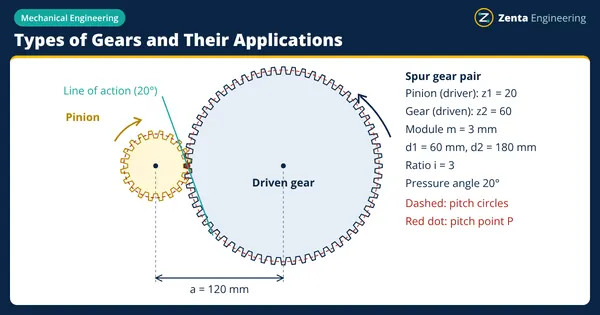 Mechanical Engineering
Zenta Engineering
Types of Gears and Their Applications
Line of action (20°)
Pinion
Driven gear
a = 120 mm
Spur gear pair
Pinion (driver): z1 = 20
Gear (driven): z2 = 60
Module m = 3 mm
d1 = 60 mm, d2 = 180 mm
Ratio i = 3
Pressure angle 20°
Dashed: pitch circles
Red dot: pitch point P